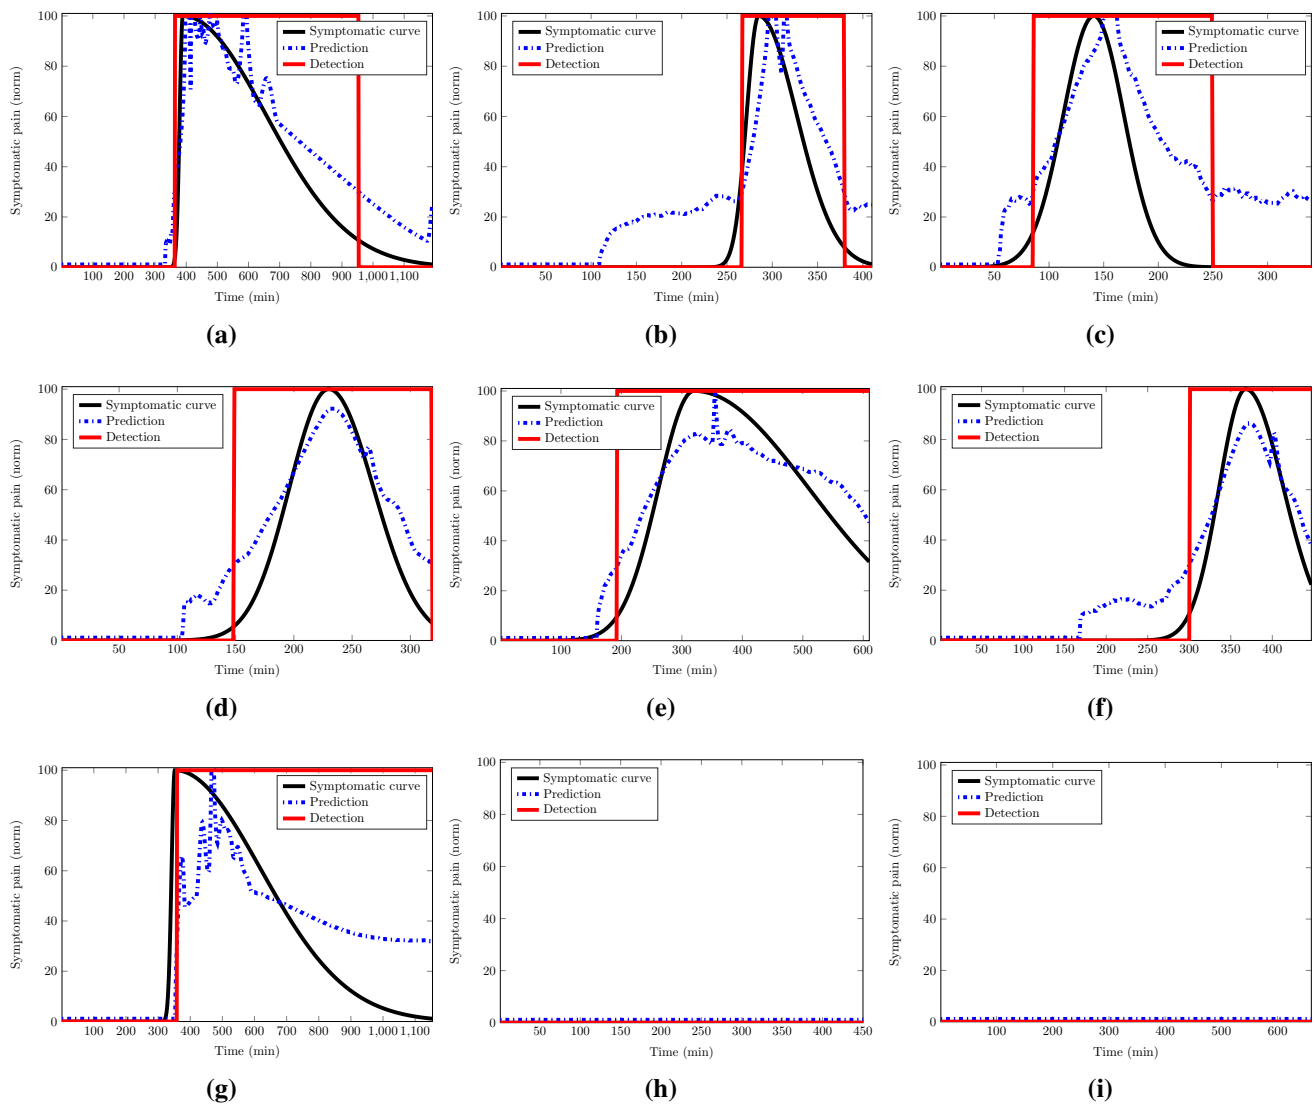 Symptomatic pain (norm)
100
80
60
40
20
0
Symptomatic curve
Prediction
Detection
100 200 300 400 500 600 700 800 900 1,000 1,100
Time (min)
(a)
Symptomatic pain (norm)
100
80
60
40
20
0
Symptomatic curve
Prediction
Detection
50 100 150 200 250 300 350 400
Time (min)
(b)
Symptomatic pain (norm)
100
80
60
40
20
0
Symptomatic curve
Prediction
Detection
50 100 150 200 250 300
Time (min)
(c)
Symptomatic pain (norm)
100
80
60
40
20
0
Symptomatic curve
Prediction
Detection
50 100 150 200 250 300
Time (min)
(d)
Symptomatic pain (norm)
100
80
60
40
20
0
Symptomatic curve
Prediction
Detection
100 200 300 400 500 600
Time (min)
(e)
Symptomatic pain (norm)
100
80
60
40
20
0
Symptomatic curve
Prediction
Detection
50 100 150 200 250 300 350 400
Time (min)
(f)
Symptomatic pain (norm)
100
80
60
40
20
0
Symptomatic curve
Prediction
Detection
100 200 300 400 500 600 700 800 900 1,000 1,100
Time (min)
(g)
Symptomatic pain (norm)
100
80
60
40
20
0
Symptomatic curve
Prediction
Detection
50 100 150 200 250 300 350 400 450
Time (min)
(h)
Symptomatic pain (norm)
100
80
60
40
20
0
Symptomatic curve
Prediction
Detection
100 200 300 400 500 600
Time (min)
(i)